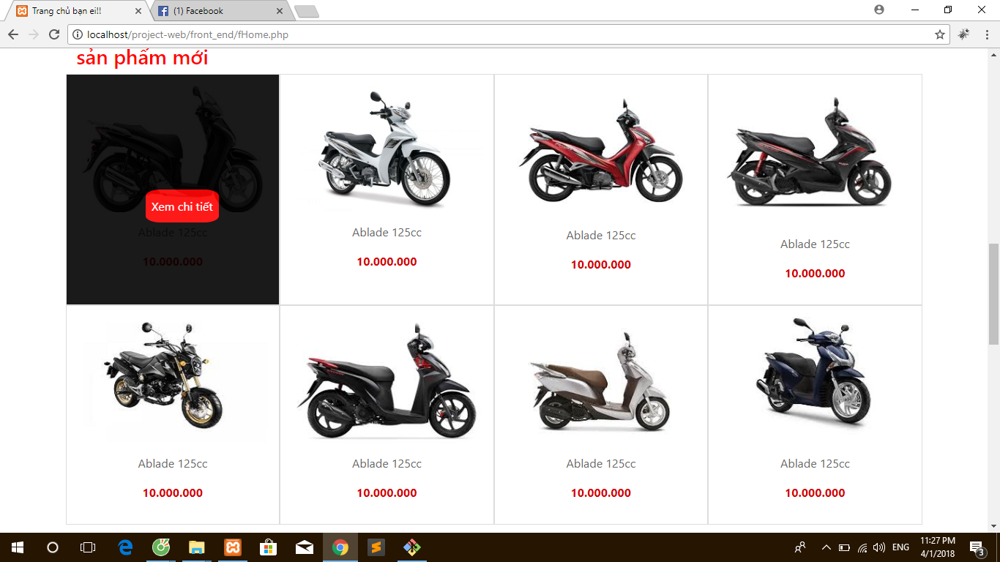 Trang chủ bạn ei!!
(1) Facebook
localhost/project-web/front_end/fHome.php
sản phẩm mới
Xem chi tiết
Ablade 125cc
10.000.000
Ablade 125cc
10.000.000
Ablade 125cc
10.000.000
Ablade 125cc
10.000.000
Ablade 125cc
10.000.000
Ablade 125cc
10.000.000
Ablade 125cc
10.000.000
Ablade 125cc
10.000.000
ENG
11:27 PM
4/1/2018
3